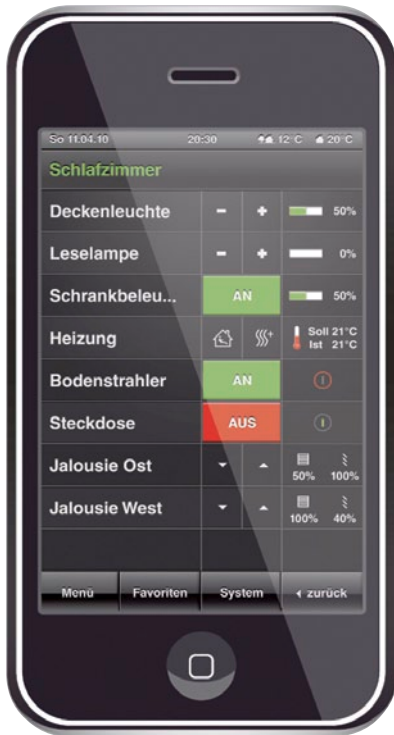 So 11.04.10 20:30 12°C 20°C
Schlafzimmer
Deckenleuchte - + 50%
Leselampe - + 0%
Schrankbeleu... AN 50%
Heizung Soll 21°C
Ist 21°C
Bodenstrahler AN
Steckdose AUS
Jalousie Ost 50% 100%
Jalousie West 100% 40%
Menü Favoriten System zurück